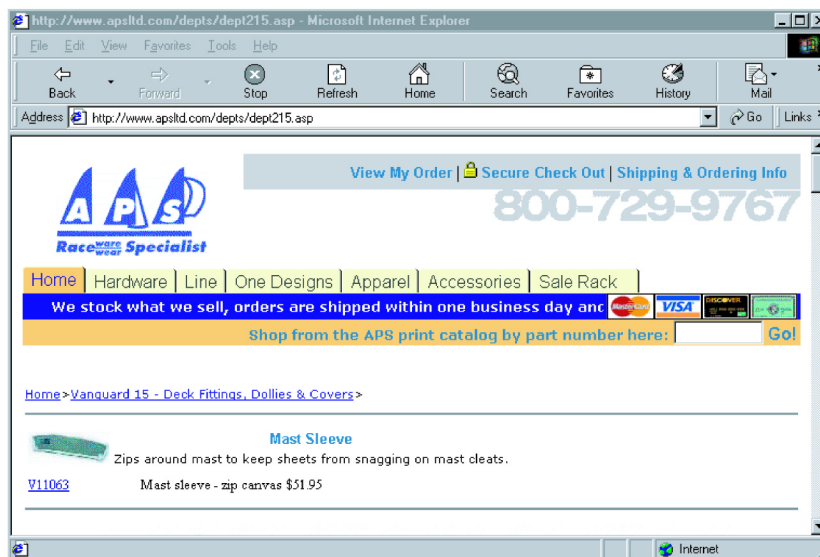 http://www.apsltd.com/depts/dept215.asp - Microsoft Internet Explorer
File Edit View Favorites Tools Help
Back Forward Stop Refresh Home Search Favorites History Mail
Address http://www.apsltd.com/depts/dept215.asp Go Links
View My Order | Secure Check Out | Shipping & Ordering Info
800-729-9767
APS
Raceware wear Specialist
Home Hardware Line One Designs Apparel Accessories Sale Rack
We stock what we sell, orders are shipped within one business day and MasterCard VISA DISCOVER
Shop from the APS print catalog by part number here: Go!
Home>Vanguard 15 - Deck Fittings, Dollies & Covers>
Mast Sleeve
Zips around mast to keep sheets from snagging on mast cleats.
V11063 Mast sleeve - zip canvas $51.95
Internet